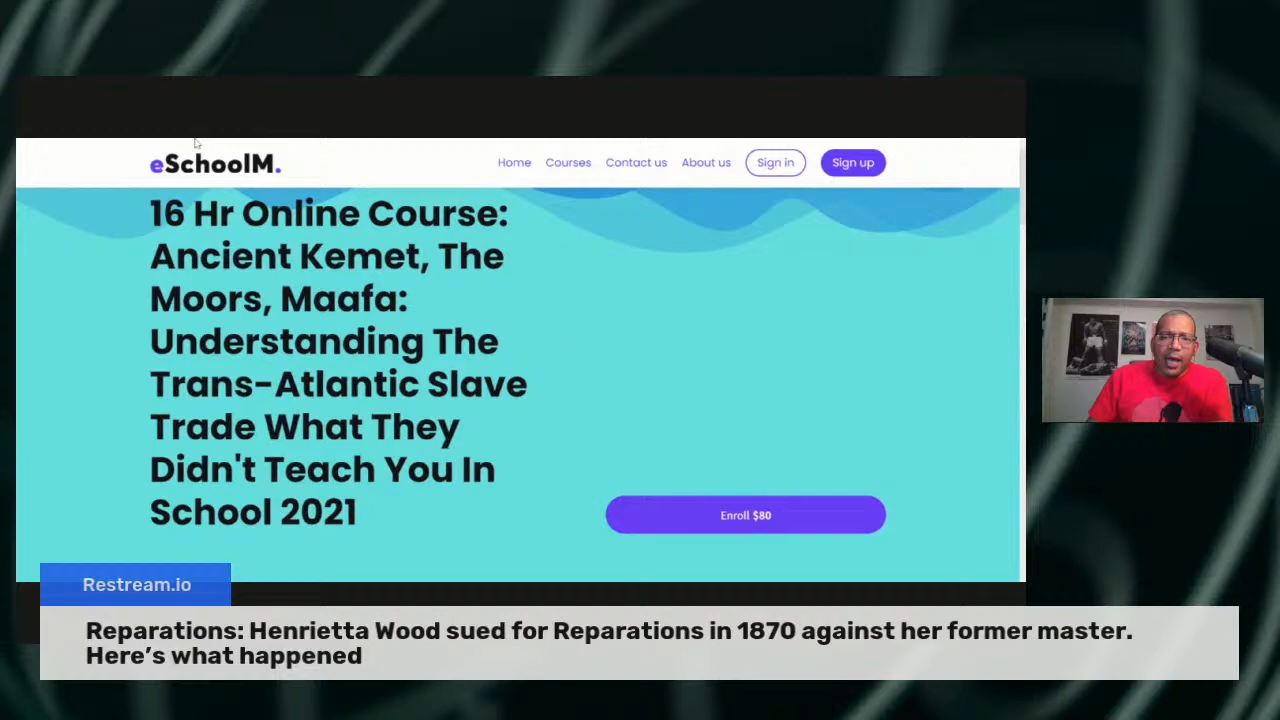 eSchoolM.
Home Courses Contact us About us Sign in Sign up
16 Hr Online Course:
Ancient Kemet, The
Moors, Maafa:
Understanding The
Trans-Atlantic Slave
Trade What They
Didn't Teach You In
School 2021
Enroll $80
Restream.io
Reparations: Henrietta Wood sued for Reparations in 1870 against her former master.
Here's what happened